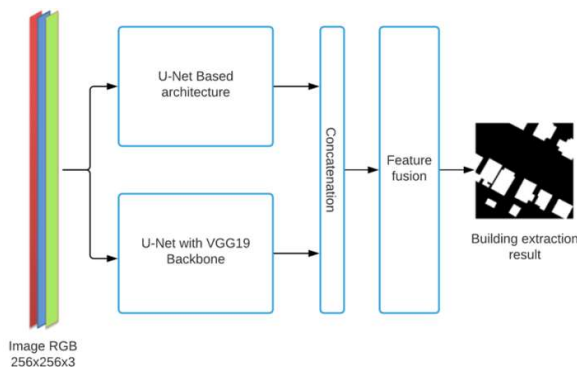 U-Net Based
architecture
U-Net with VGG19
Backbone
Concatenation
Feature
fusion
Building extraction
result
Image RGB
256x256x3